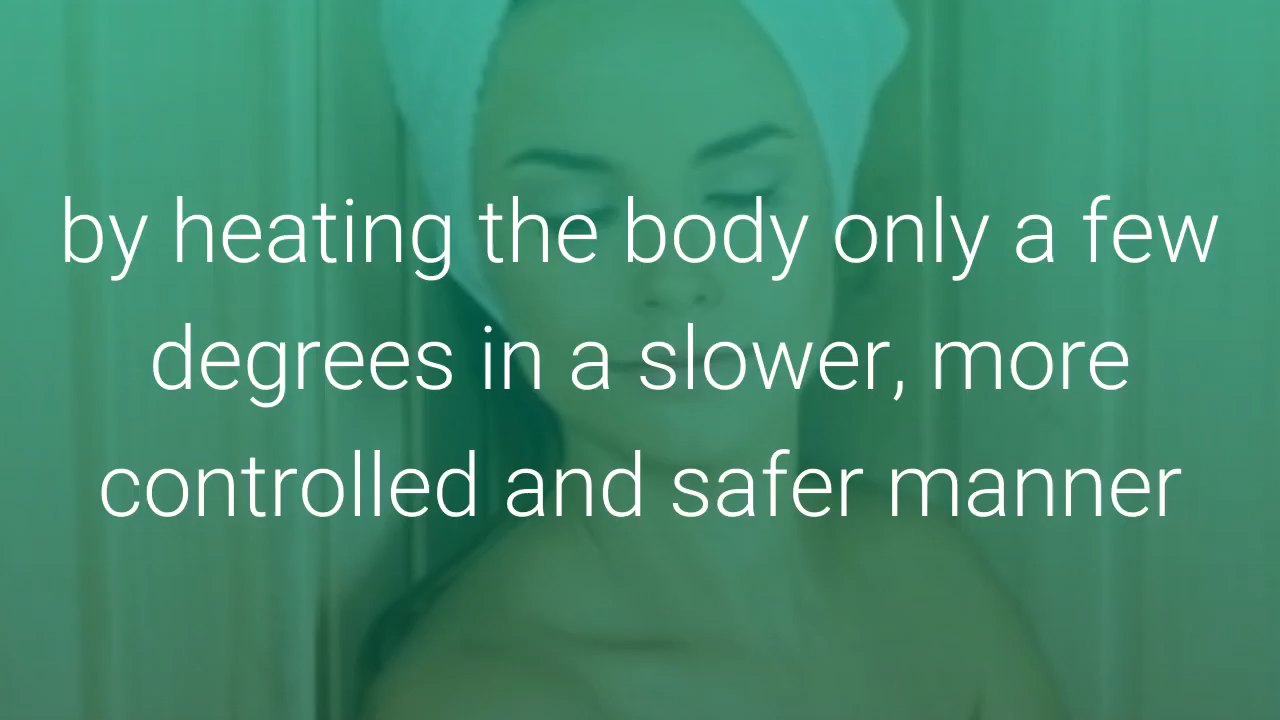 by heating the body only a few
degrees in a slower, more
controlled and safer manner